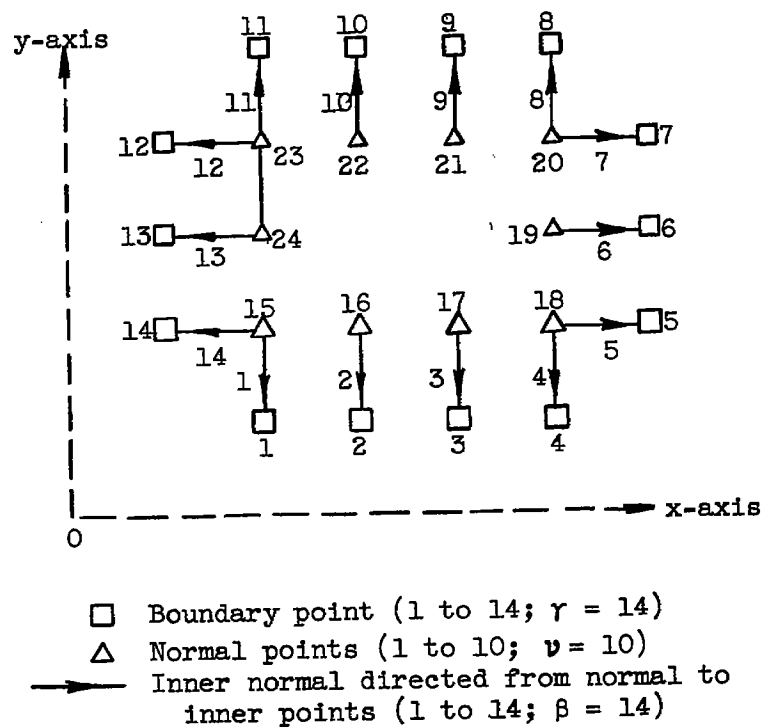 11 10 9 8
y-axis
11 10 9 8
12 12 23 22 21 20 7 7
13 13 24 19 6 6
15 16 17 18
14 14 5 5
1 2 3 4
1 2 3 4
0 x-axis
□ Boundary point (1 to 14; γ = 14)
△ Normal points (1 to 10; ν = 10)
Inner normal directed from normal to
inner points (1 to 14; β = 14)